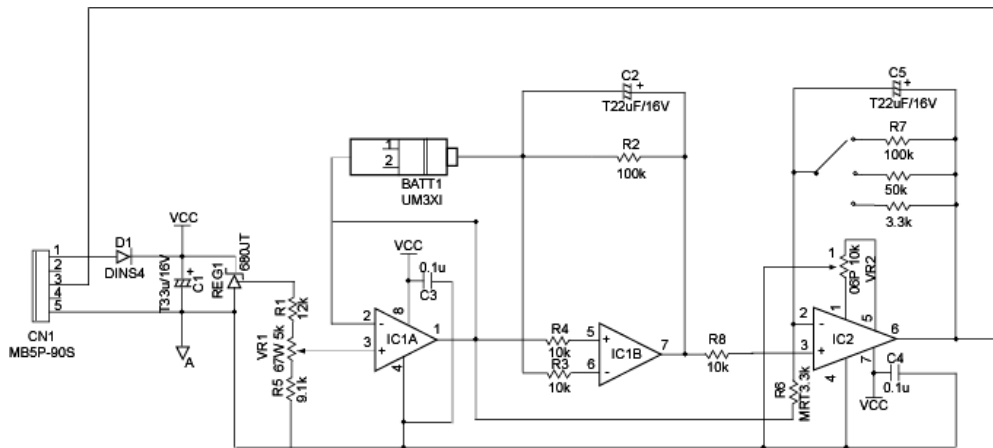 C2
+
T22uF/16V
C5
+
T22uF/16V
1
2
BATT1
UM3XI
R2
100k
R7
100k
50k
3.3k
VCC
D1
DINS4
T33u/16V
+
C1
REG1
680JT
1
2
3
4
5
CN1
MB5P-90S
A
R1
12k
VR1
67W 5k
R5
9.1k
VCC
0.1u
C3
8
2
-
3
+
IC1A
1
4
R4
10k
R3
10k
5
+
6
-
IC1B
7
R8
10k
1
06P 10k
VR2
1
5
2
-
3
+
IC2
6
4
7
R6
MRT3.3k
C4
0.1u
VCC